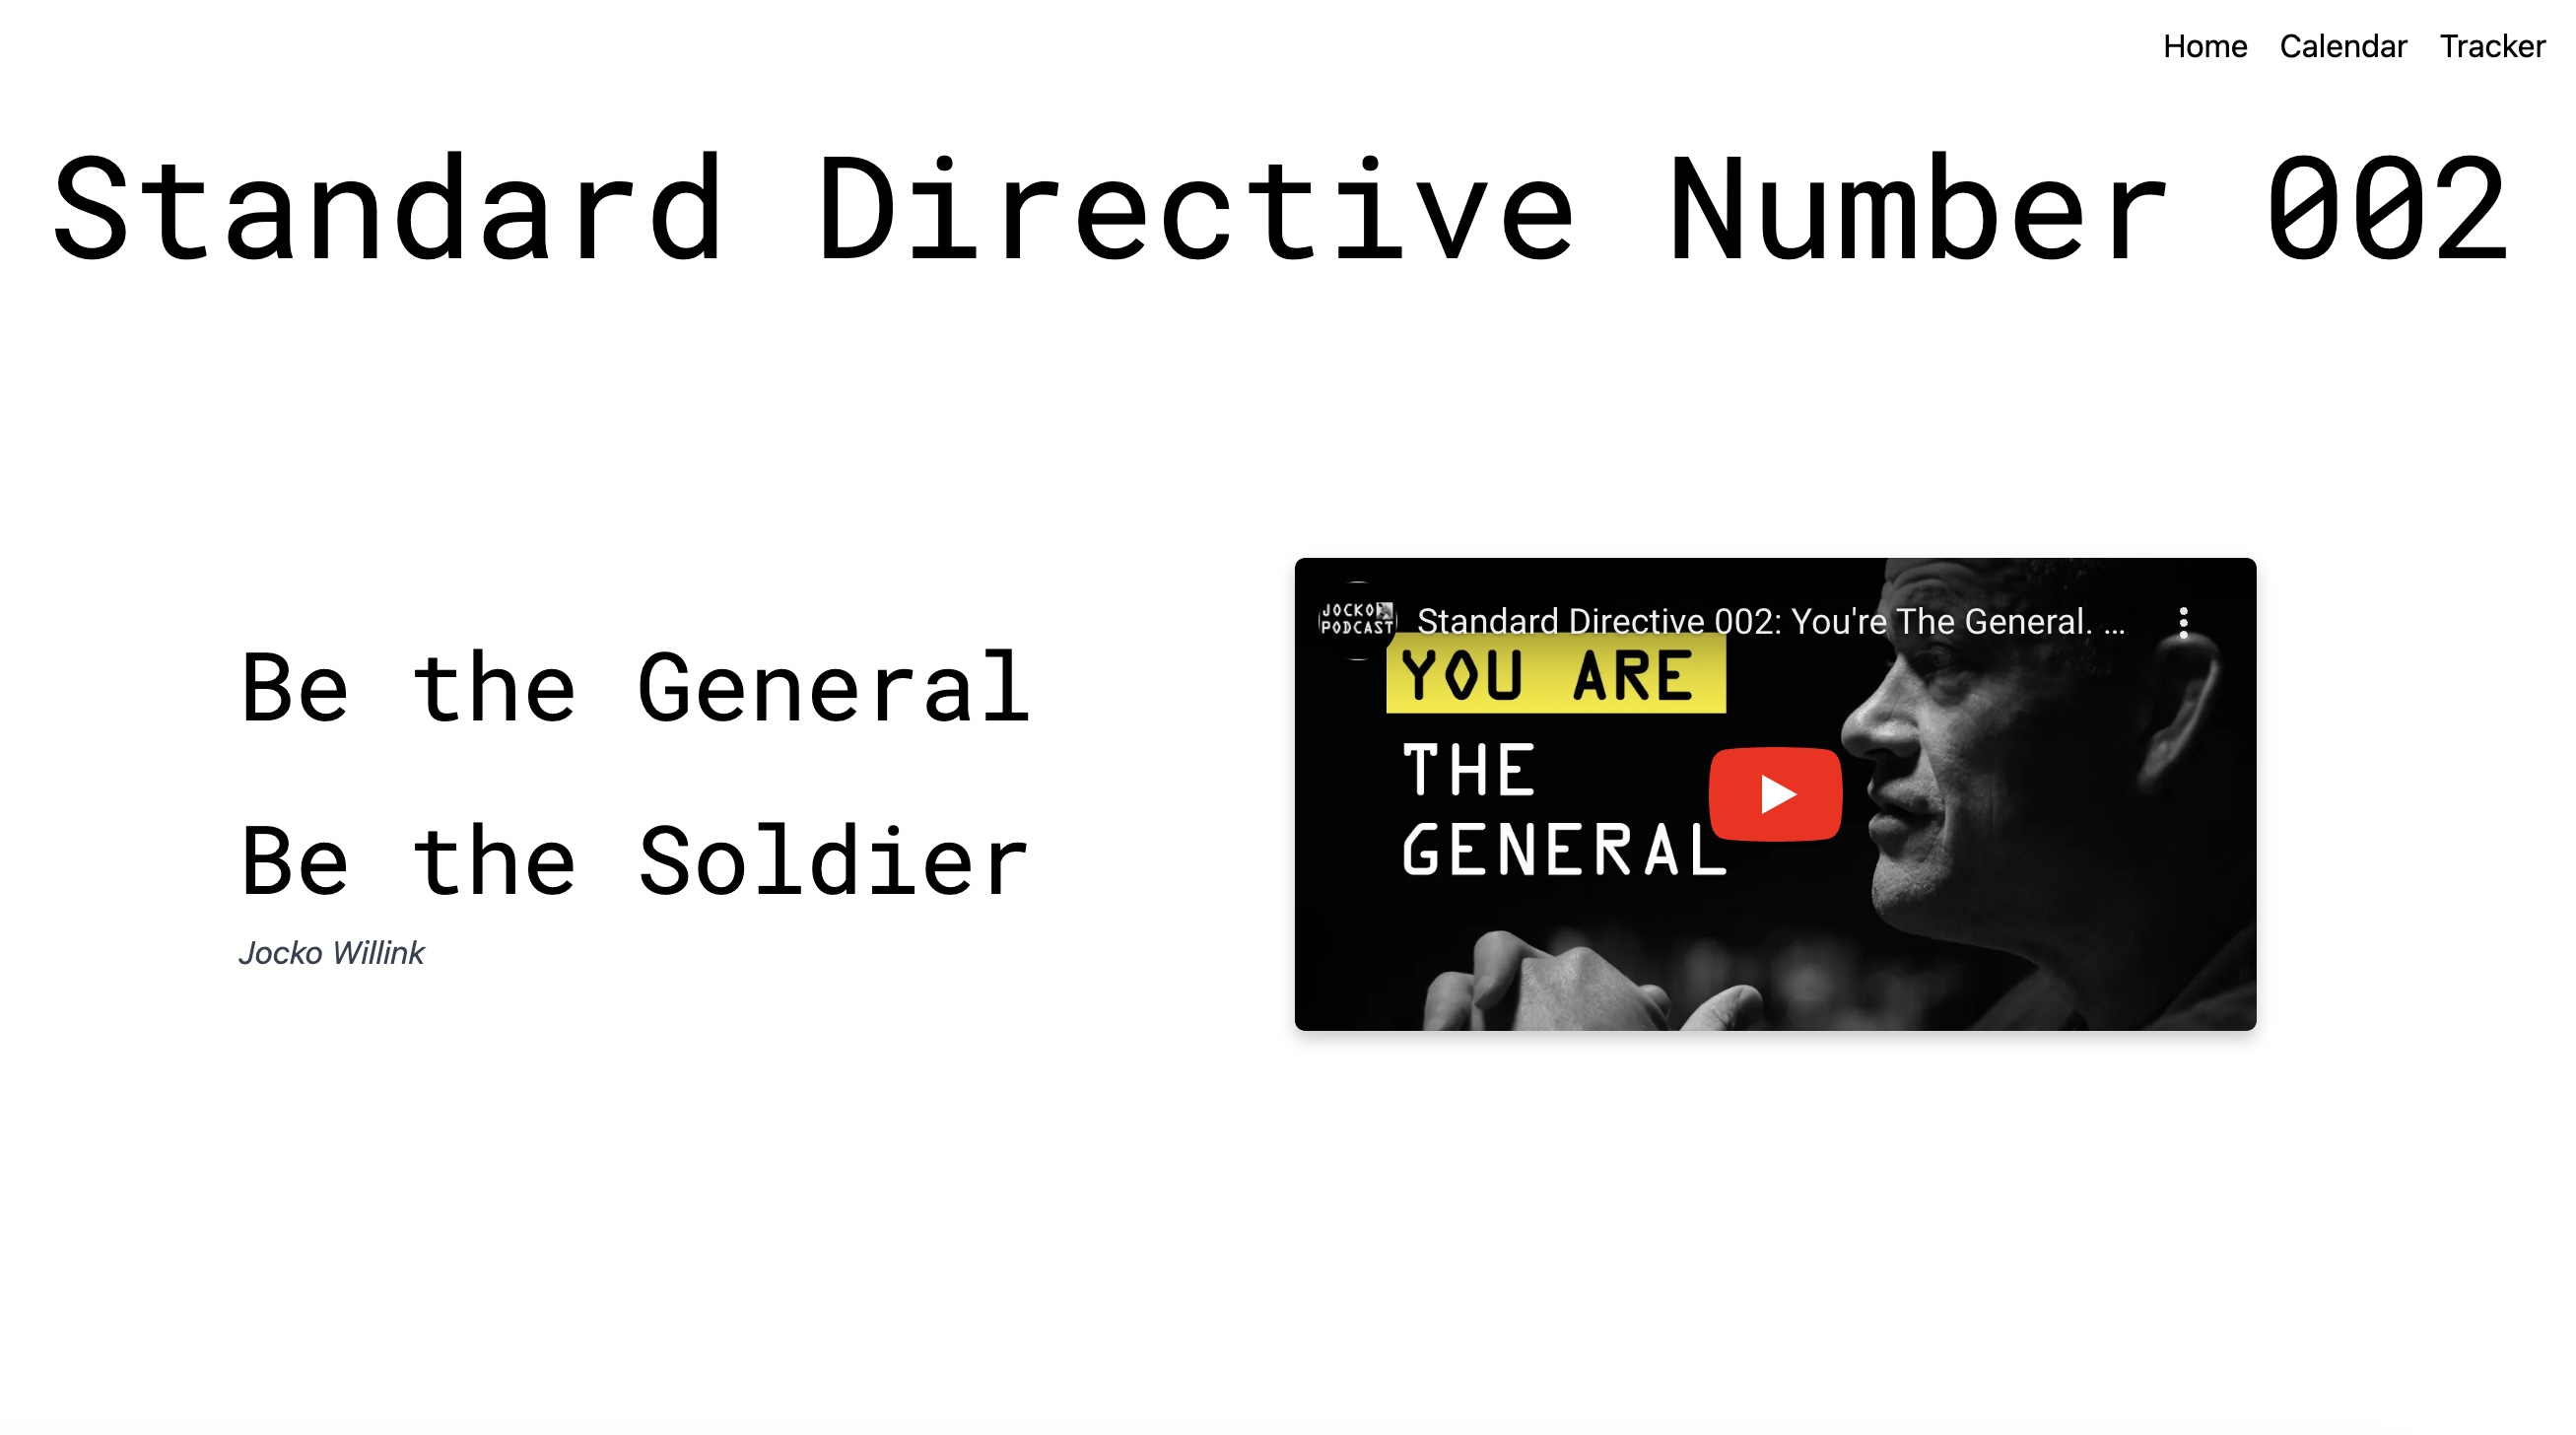 Home Calendar Tracker
Standard Directive Number 002
Be the General
Be the Soldier
Jocko Willink
JOCKO
PODCAST
Standard Directive 002: You're The General. ...
YOU ARE
THE
GENERAL